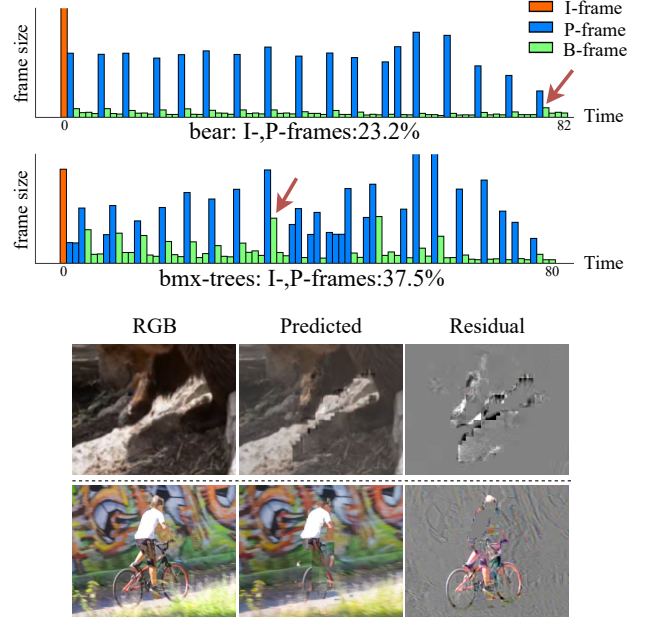 I-frame
P-frame
B-frame
frame size
0
82
Time
bear: I-,P-frames:23.2%
frame size
0
80
Time
bmx-trees: I-,P-frames:37.5%
RGB Predicted Residual